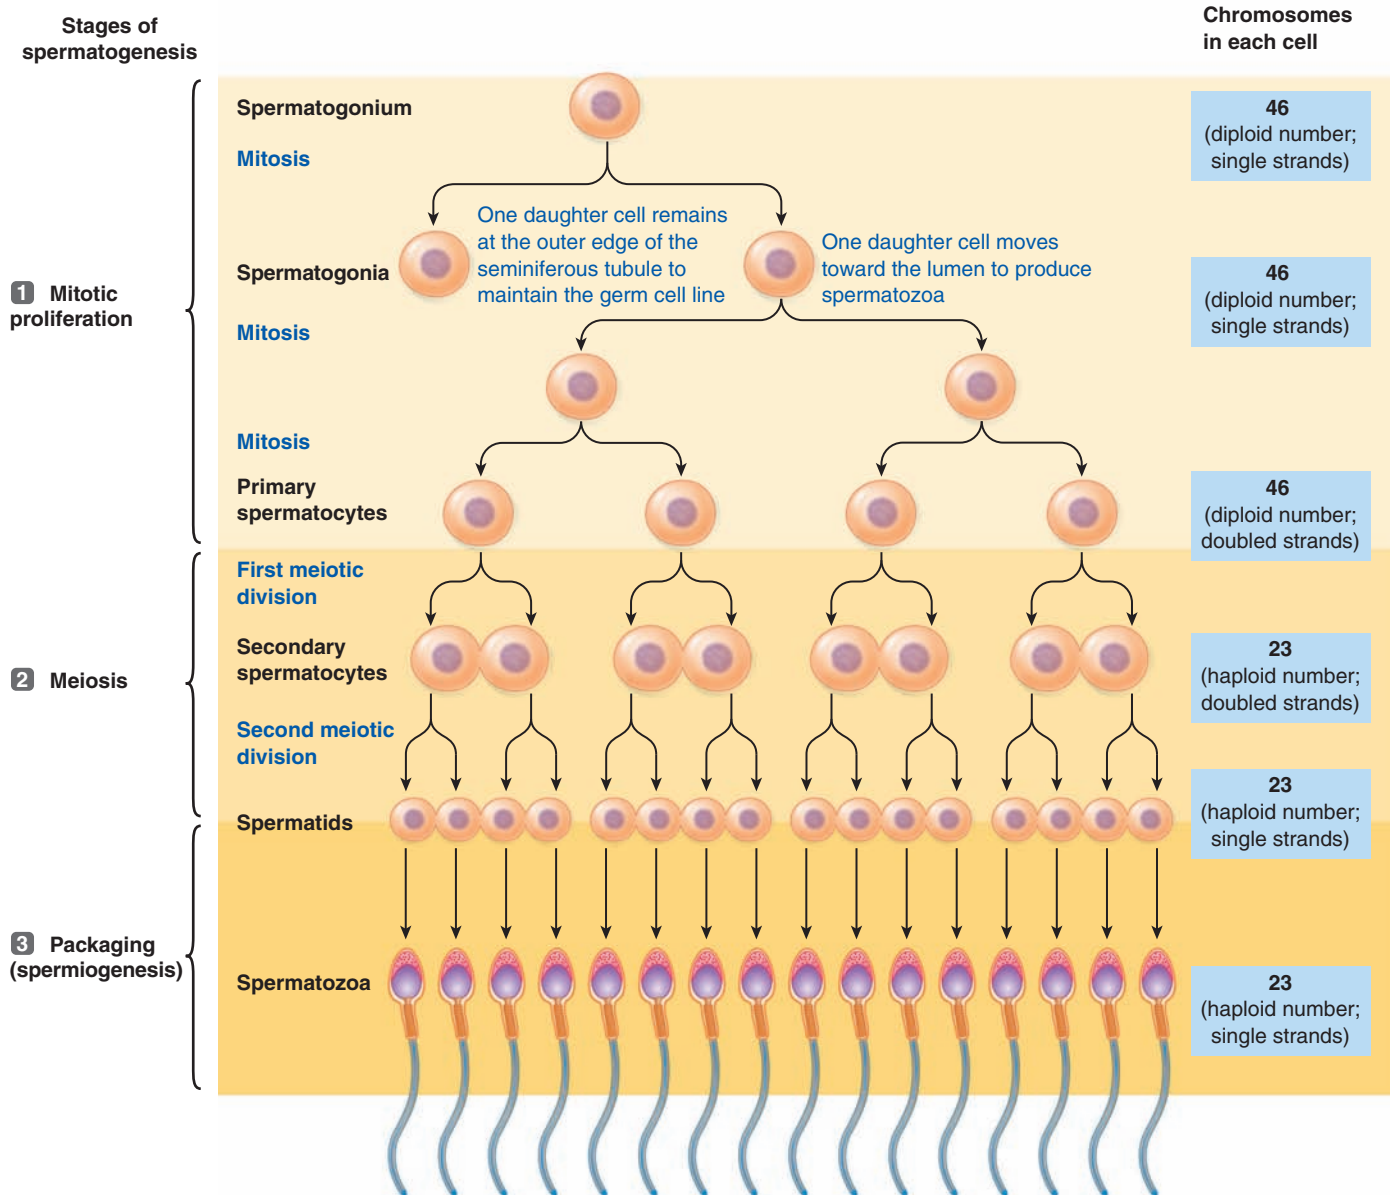 Stages of
spermatogenesis
Chromosomes
in each cell
Spermatogonium
46
(diploid number;
single strands)
Mitosis
One daughter cell remains
at the outer edge of the
seminiferous tubule to
maintain the germ cell line
One daughter cell moves
toward the lumen to produce
spermatozoa
Spermatogonia
46
(diploid number;
single strands)
1 Mitotic
proliferation
Mitosis
Mitosis
Primary
spermatocytes
46
(diploid number;
doubled strands)
First meiotic
division
Secondary
spermatocytes
23
(haploid number;
doubled strands)
2 Meiosis
Second meiotic
division
Spermatids
23
(haploid number;
single strands)
3 Packaging
(spermiogenesis)
Spermatozoa
23
(haploid number;
single strands)